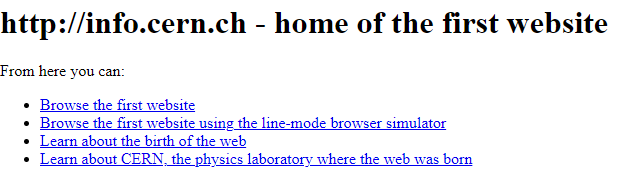 http://info.cern.ch - home of the first website
From here you can:
Browse the first website
Browse the first website using the line-mode browser simulator
Learn about the birth of the web
Learn about CERN, the physics laboratory where the web was born